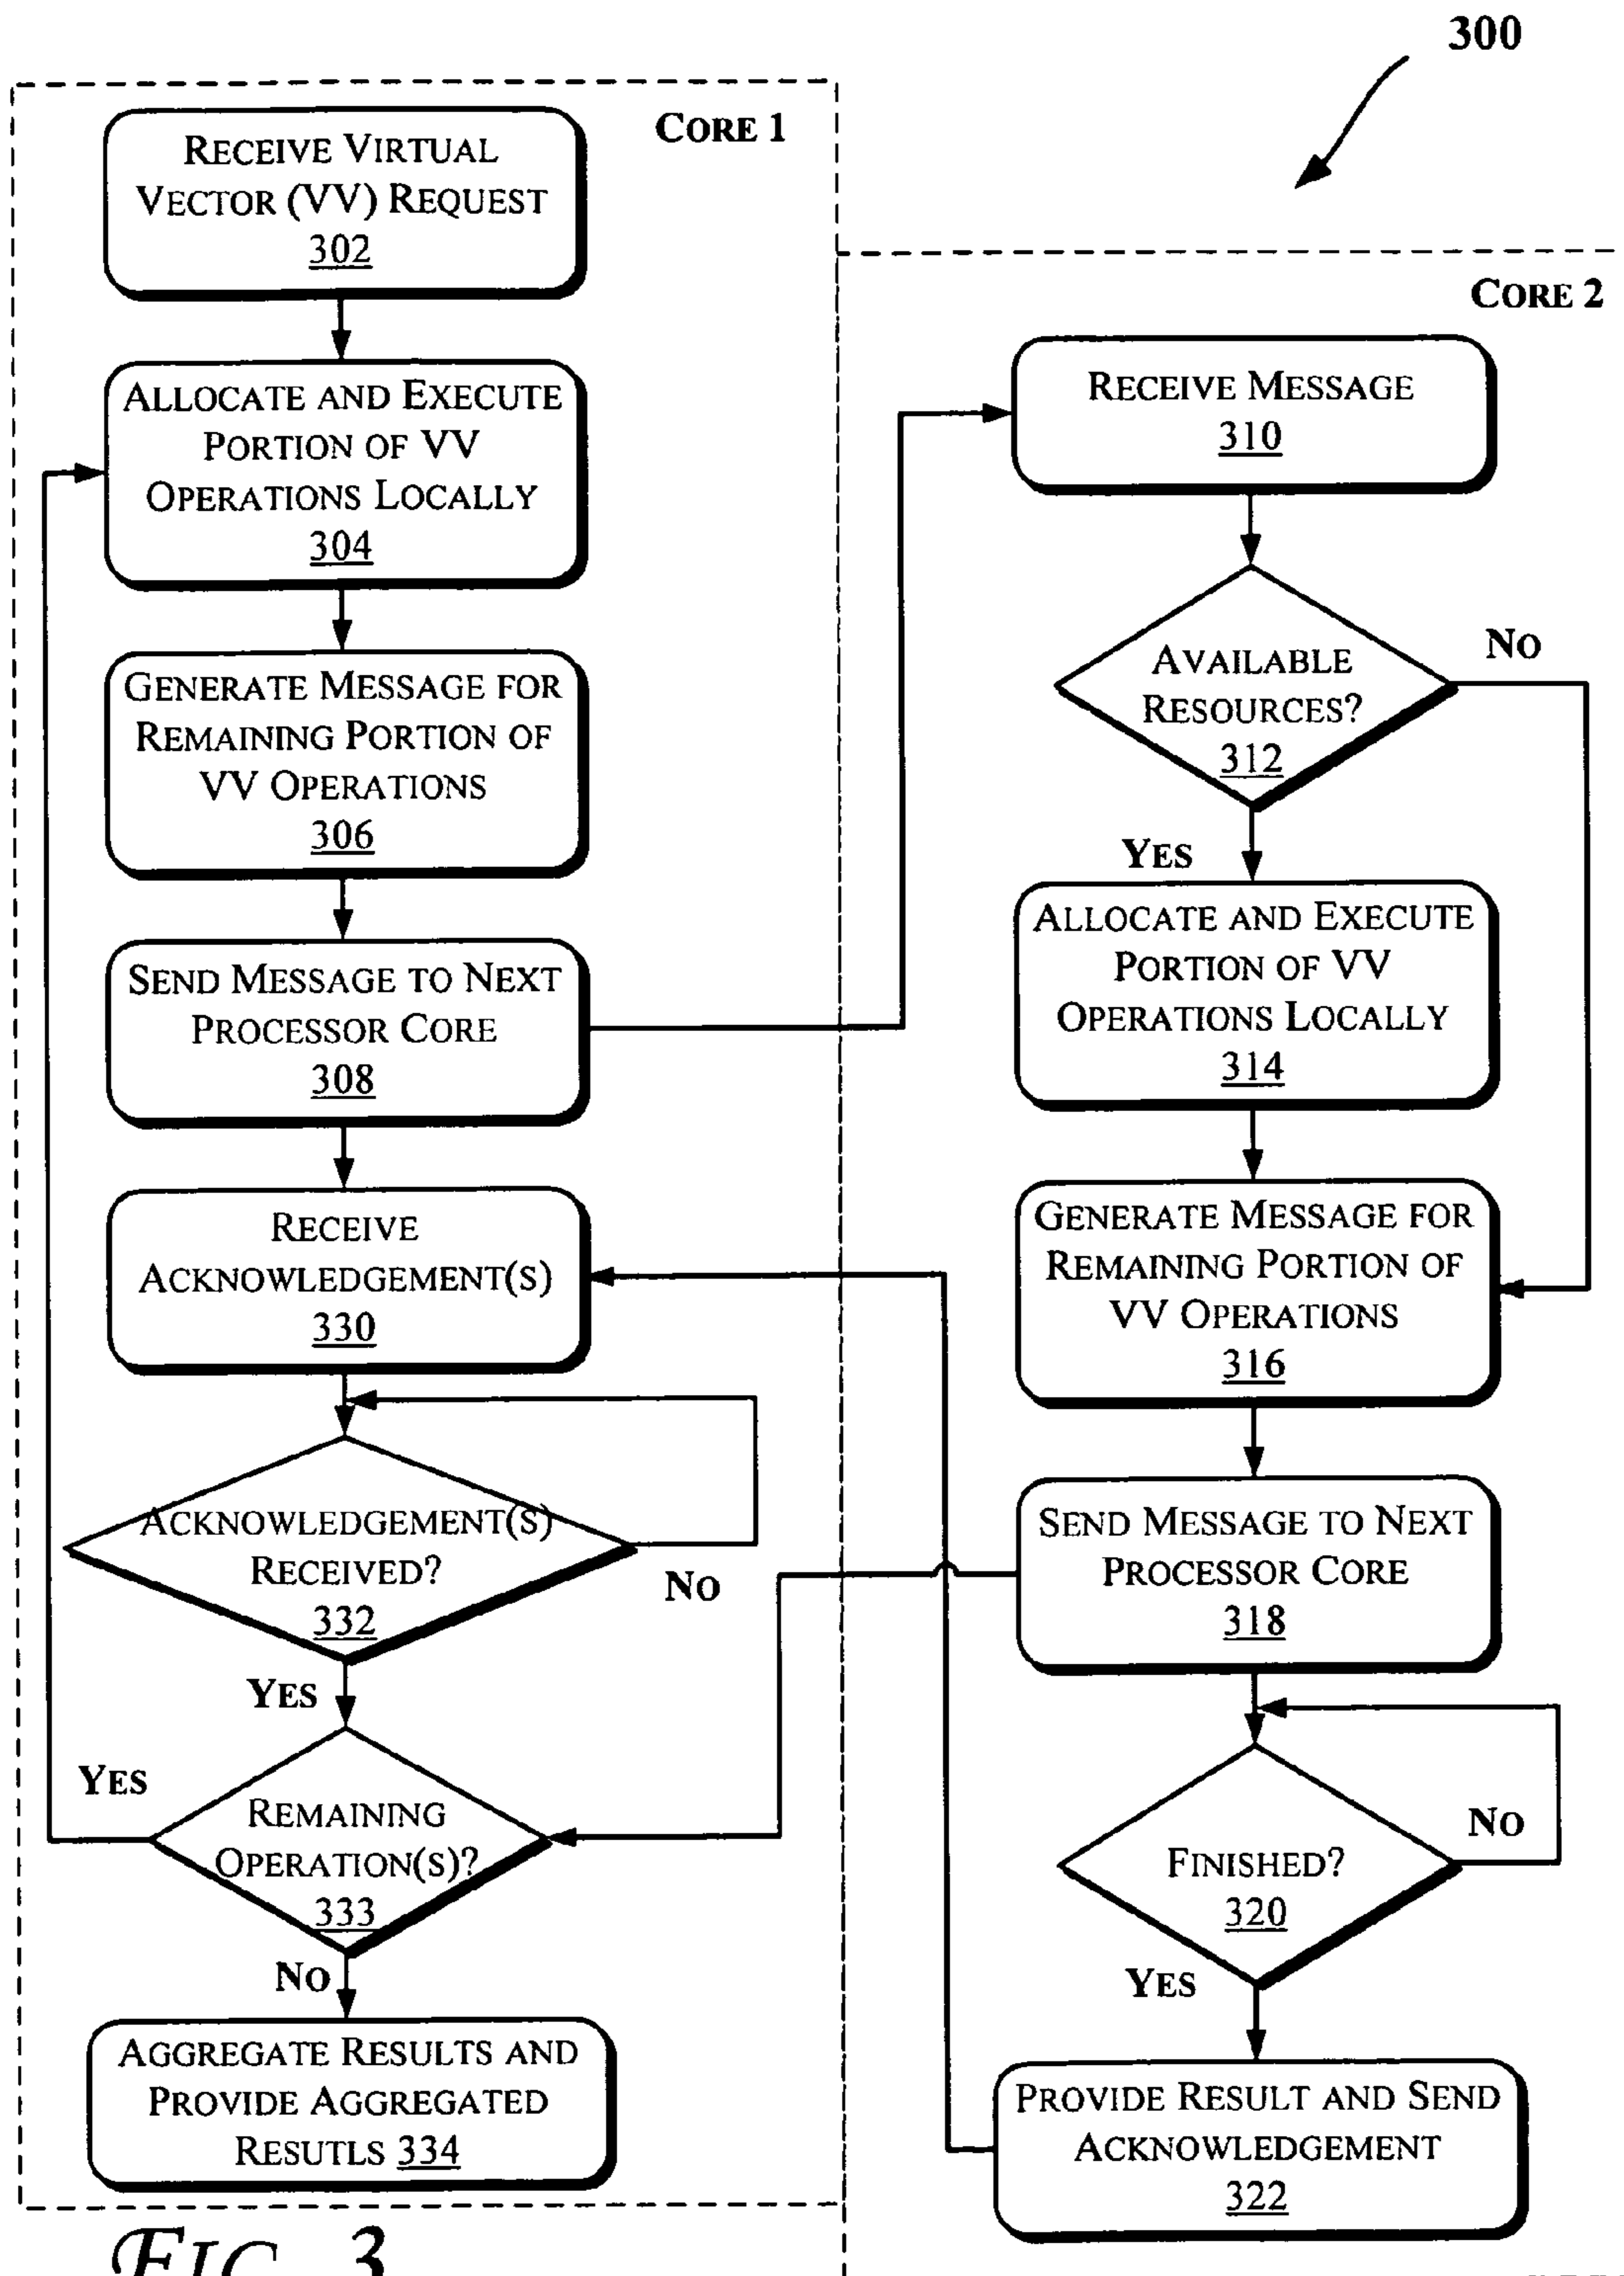 300
CORE 1
RECEIVE VIRTUAL
VECTOR (VV) REQUEST
302
ALLOCATE AND EXECUTE
PORTION OF VV
OPERATIONS LOCALLY
304
GENERATE MESSAGE FOR
REMAINING PORTION OF
VV OPERATIONS
306
SEND MESSAGE TO NEXT
PROCESSOR CORE
308
RECEIVE
ACKNOWLEDGEMENT(S)
330
ACKNOWLEDGEMENT(S)
RECEIVED?
332
NO
YES
YES
REMAINING
OPERATION(S)?
333
NO
AGGREGATE RESULTS AND
PROVIDE AGGREGATED
RESUTLS 334
CORE 2
RECEIVE MESSAGE
310
AVAILABLE
RESOURCES?
312
NO
YES
ALLOCATE AND EXECUTE
PORTION OF VV
OPERATIONS LOCALLY
314
GENERATE MESSAGE FOR
REMAINING PORTION OF
VV OPERATIONS
316
SEND MESSAGE TO NEXT
PROCESSOR CORE
318
FINISHED?
320
NO
YES
PROVIDE RESULT AND SEND
ACKNOWLEDGEMENT
322
FIG. 3